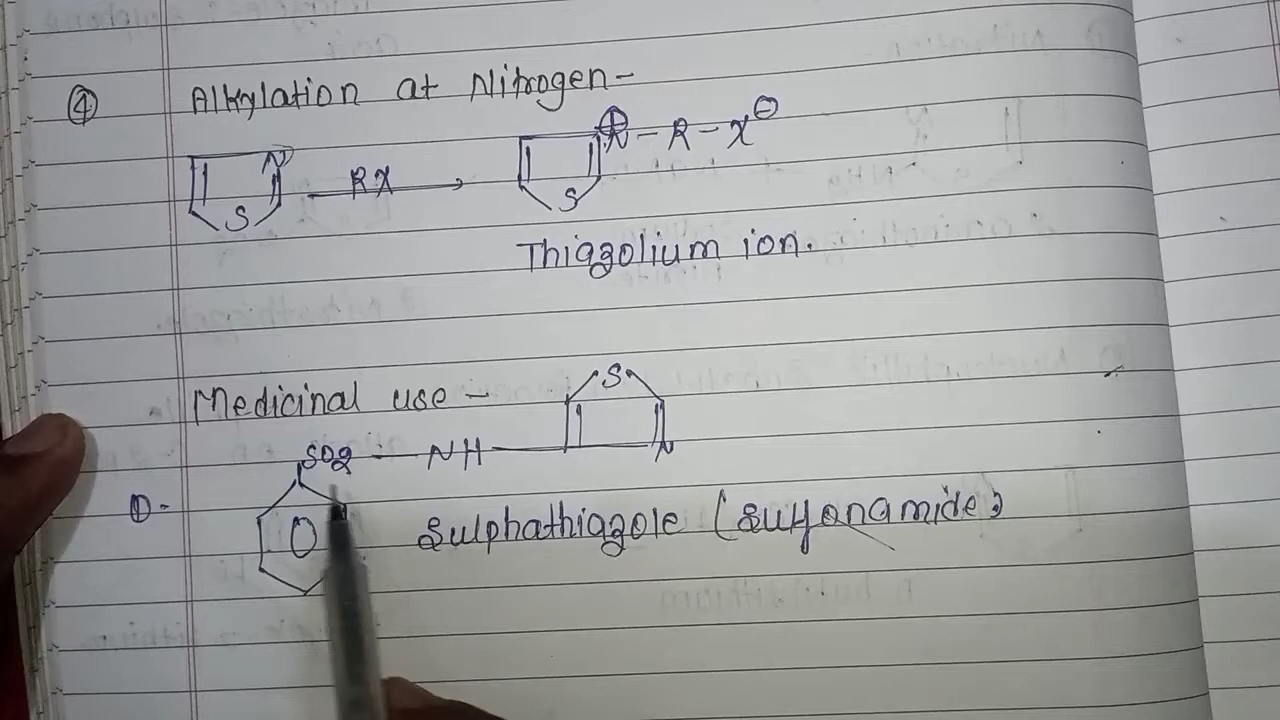 ④ Alkylation at Nitrogen-
N S RX → ⊕N - R - X⊖ S
Thiazolium ion.
Medicinal use -
SO2 - NH S N
①- Sulphathiazole (Sulfonamide)